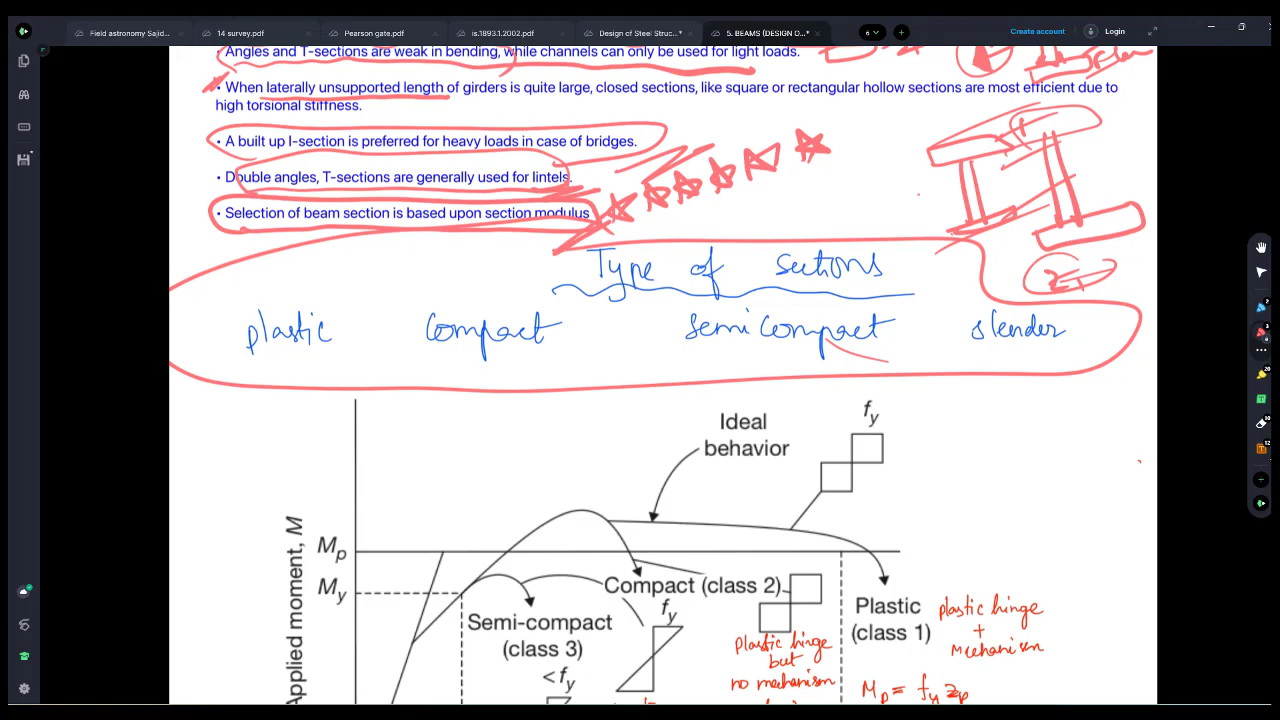 Field astronomy Sajid...
14 survey.pdf
Pearson gate.pdf
is.1893.1.2002.pdf
Design of Steel Struc...*
5. BEAMS (DESIGN O...*
6
Create account
Login
Angles and T-sections are weak in bending, while channels can only be used for light loads.
• When laterally unsupported length of girders is quite large, closed sections, like square or rectangular hollow sections are most efficient due to
high torsional stiffness.
• A built up I-section is preferred for heavy loads in case of bridges.
• Double angles, T-sections are generally used for lintels.
• Selection of beam section is based upon section modulus
Type of sections
plastic compact semi compact slender
Ideal
behavior
fy
Applied moment, M
Mp
My
Compact (class 2)
fy
Semi-compact
(class 3)
<fy
Plastic
(class 1)
plastic hinge
+
Mechanism
Plastic hinge
but
no mechanism
Mp = fy zp